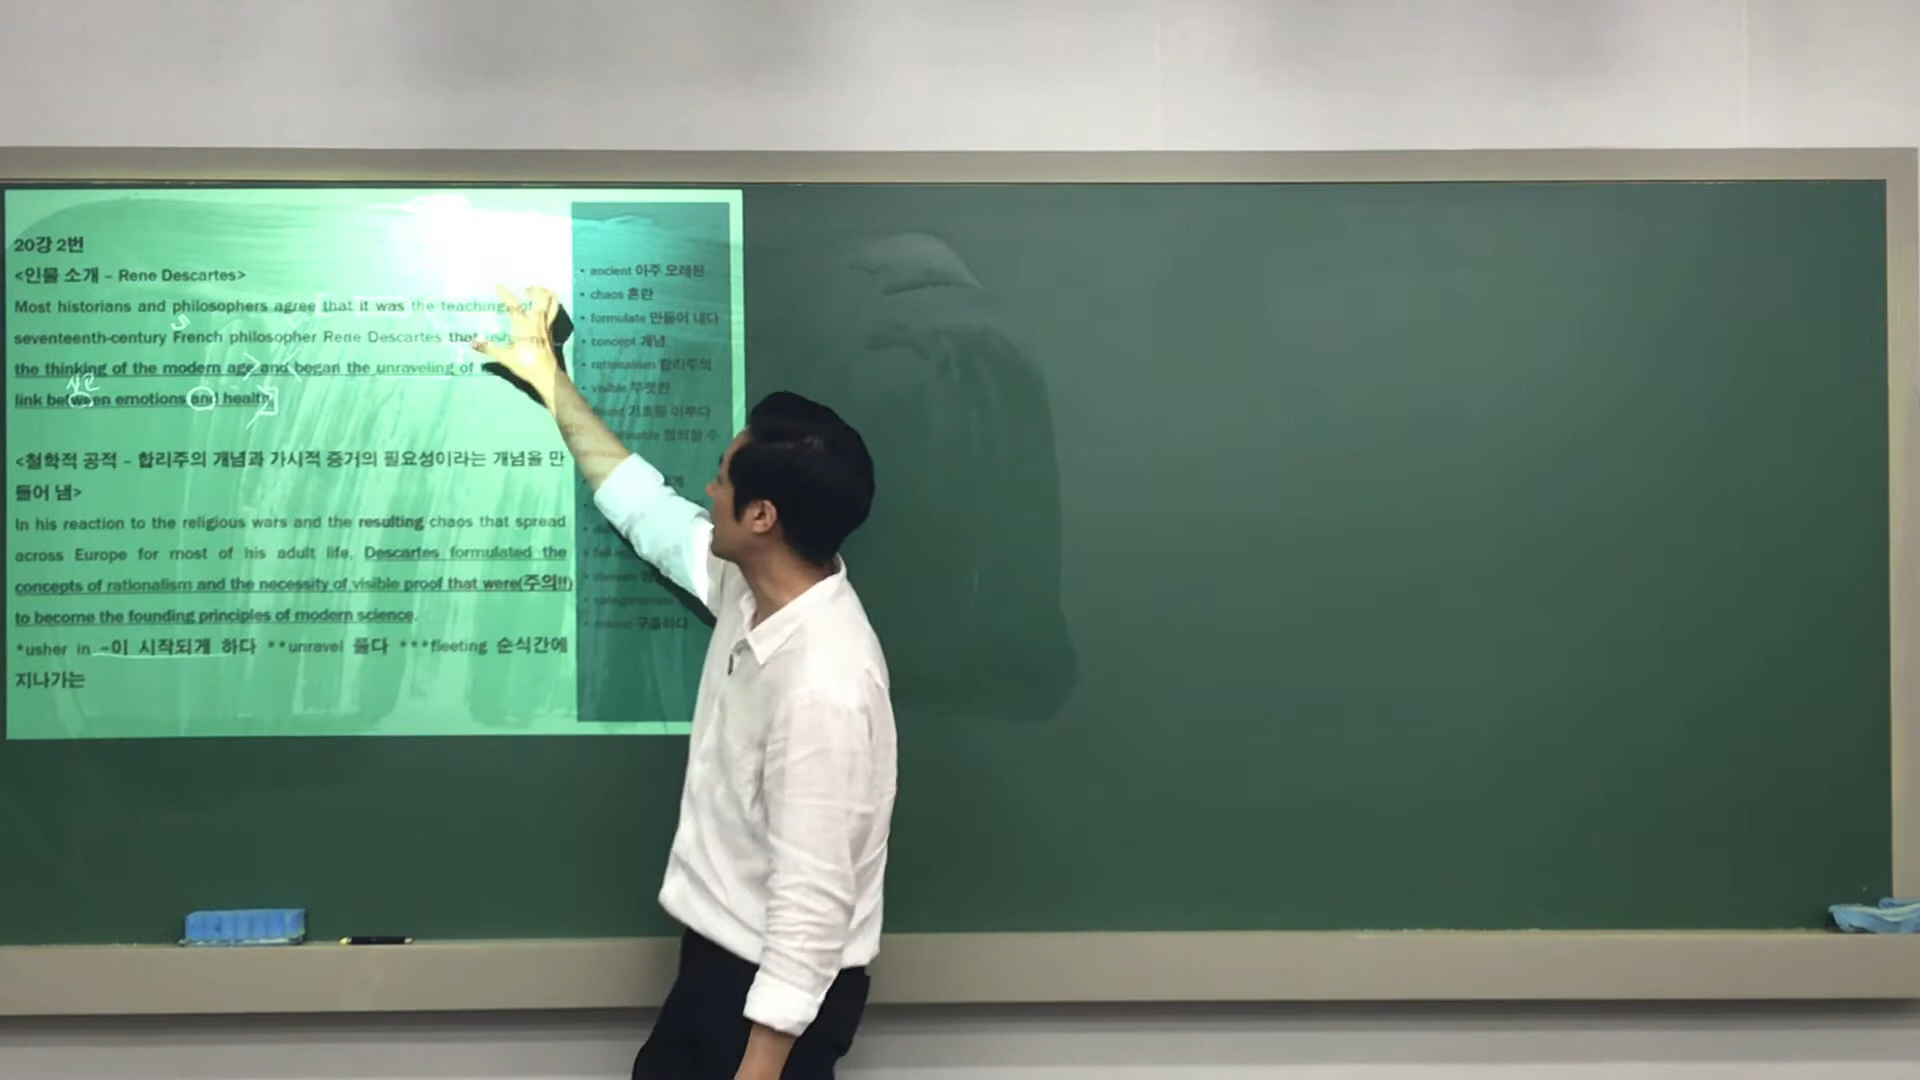 20강 2번
<인물 소개 – Rene Descartes>
Most historians and philosophers agree that it was the teachings of
seventeenth-century French philosopher Rene Descartes that
the thinking of the modern age and began the unraveling of
사고
link between emotions and health.
<철학적 공적 – 합리주의 개념과 가시적 증거의 필요성이라는 개념을 만
들어 냄>
In his reaction to the religious wars and the resulting chaos that spread
across Europe for most of his adult life, Descartes formulated the
concepts of rationalism and the necessity of visible proof that were(주의!!)
to become the founding principles of modern science.
*usher in ~이 시작되게 하다 **unravel 풀다 ***fleeting 순식간에
지나가는
• ancient 아주 오래된
• chaos 혼란
• formulate 만들어 내다
• concept 개념
• rationalism 합리주의
• visible 뚜렷한
found 기초를 이루다
정의할 수
구출하다